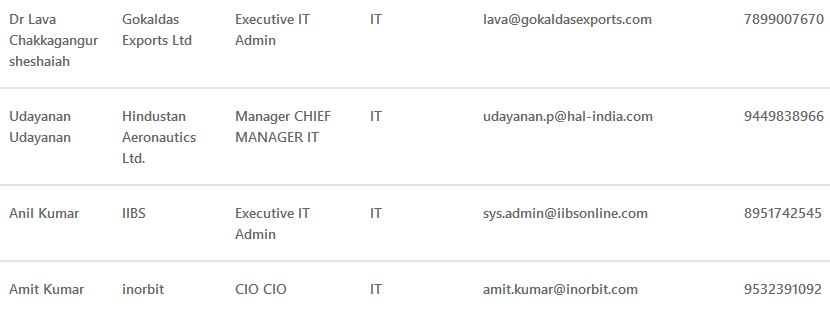 Dr Lava Gokaldas Executive IT IT lava@gokaldasexports.com 7899007670
Chakkagangur Exports Ltd Admin
sheshaiah
Udayanan Hindustan Manager CHIEF IT udayanan.p@hal-india.com 9449838966
Udayanan Aeronautics MANAGER IT
Ltd.
Anil Kumar IIBS Executive IT IT sys.admin@iibsonline.com 8951742545
Admin
Amit Kumar inorbit CIO CIO IT amit.kumar@inorbit.com 9532391092